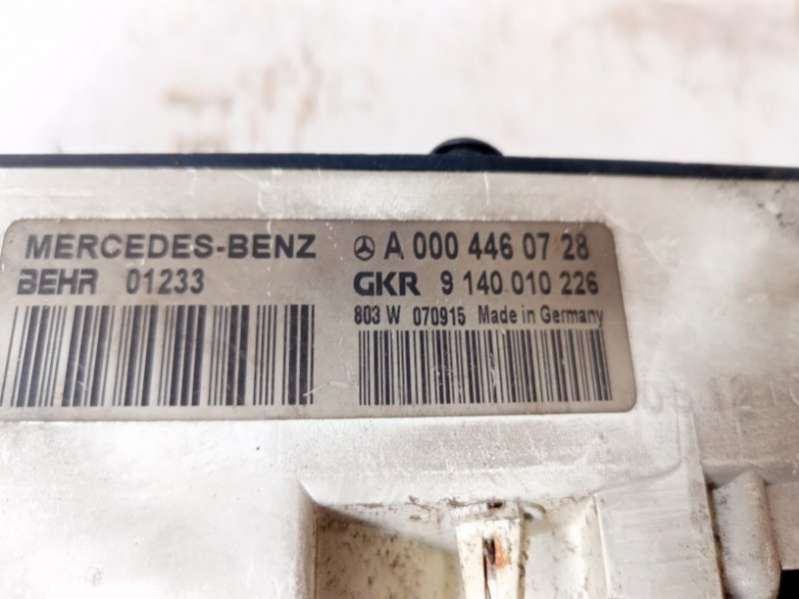 MERCEDES-BENZ A 000 446 07 28
BEHR 01233 GKR 9 140 010 226
803 W 070915 Made in Germany